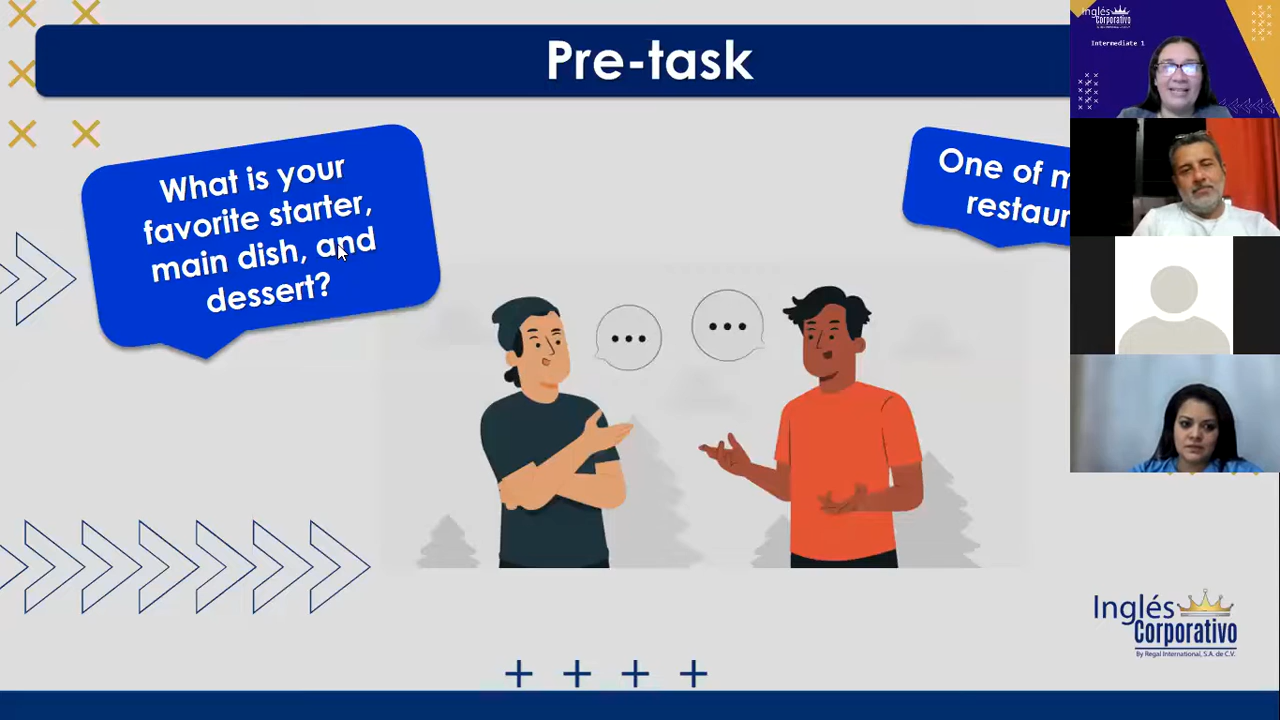 Pre-task
What is your
favorite starter,
main dish, and
dessert?
One of
Inglés
Corporativo
Intermediate 1
Inglés
Corporativo
By Regal International, S.A. de C.V.